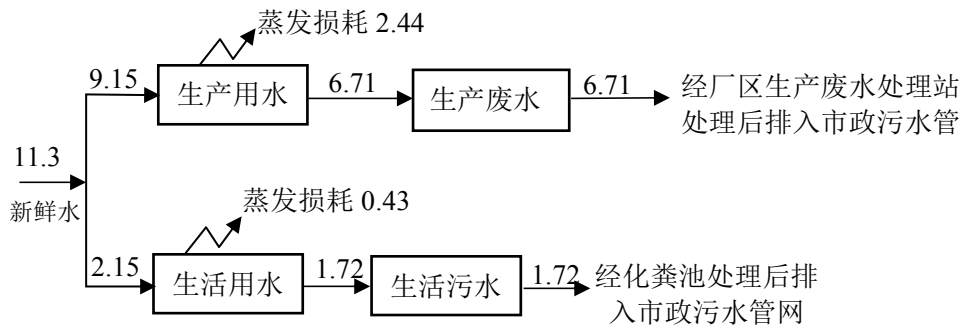 蒸发损耗 2.44
9.15
生产用水
6.71
生产废水
6.71
经厂区生产废水处理站
处理后排入市政污水管
11.3
新鲜水
蒸发损耗 0.43
2.15
生活用水
1.72
生活污水
1.72
经化粪池处理后排
入市政污水管网